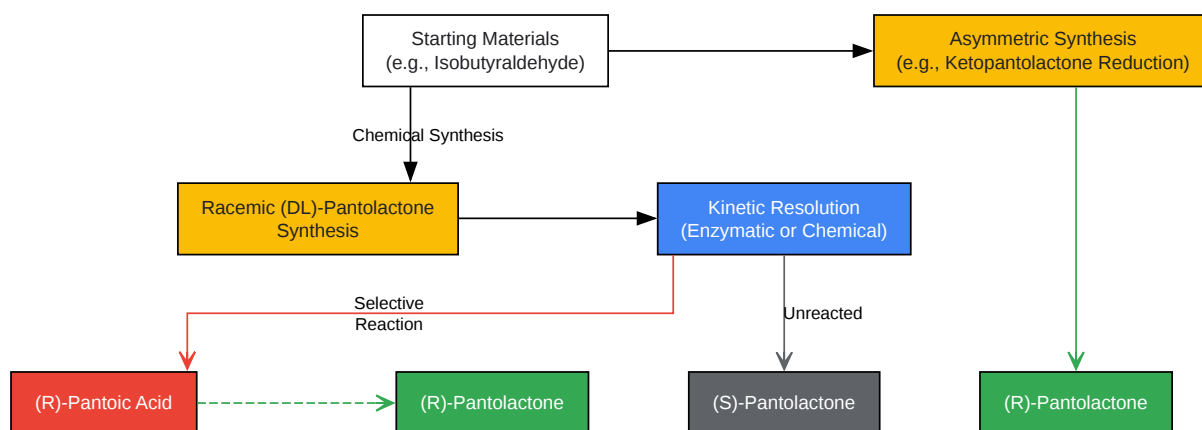 Starting Materials
(e.g., Isobutyraldehyde)
Asymmetric Synthesis
(e.g., Ketopantolactone Reduction)
Chemical Synthesis
Racemic (DL)-Pantolactone
Synthesis
Kinetic Resolution
(Enzymatic or Chemical)
Selective
Reaction
Unreacted
(R)-Pantoic Acid
(R)-Pantolactone
(S)-Pantolactone
(R)-Pantolactone